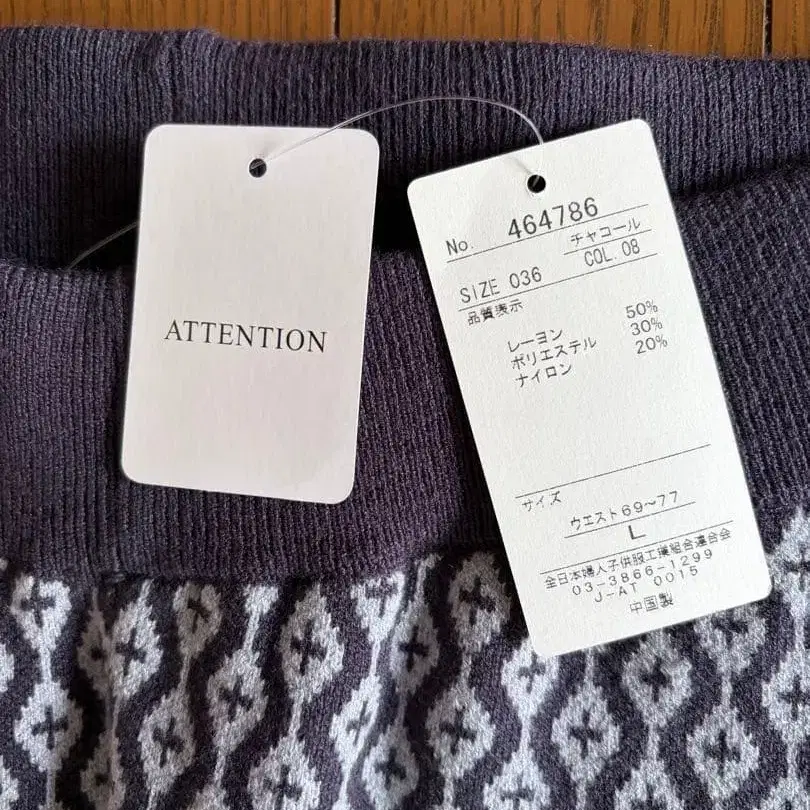 ATTENTION
No. 464786
チャコール
SIZE 036 COL. 08
品質表示
レーヨン 50%
ポリエステル 30%
ナイロン 20%
サイズ
ウエスト69〜77
L
全日本婦人子供服工業組合連合会
03-3866-1299
J-AT 0015
中国製